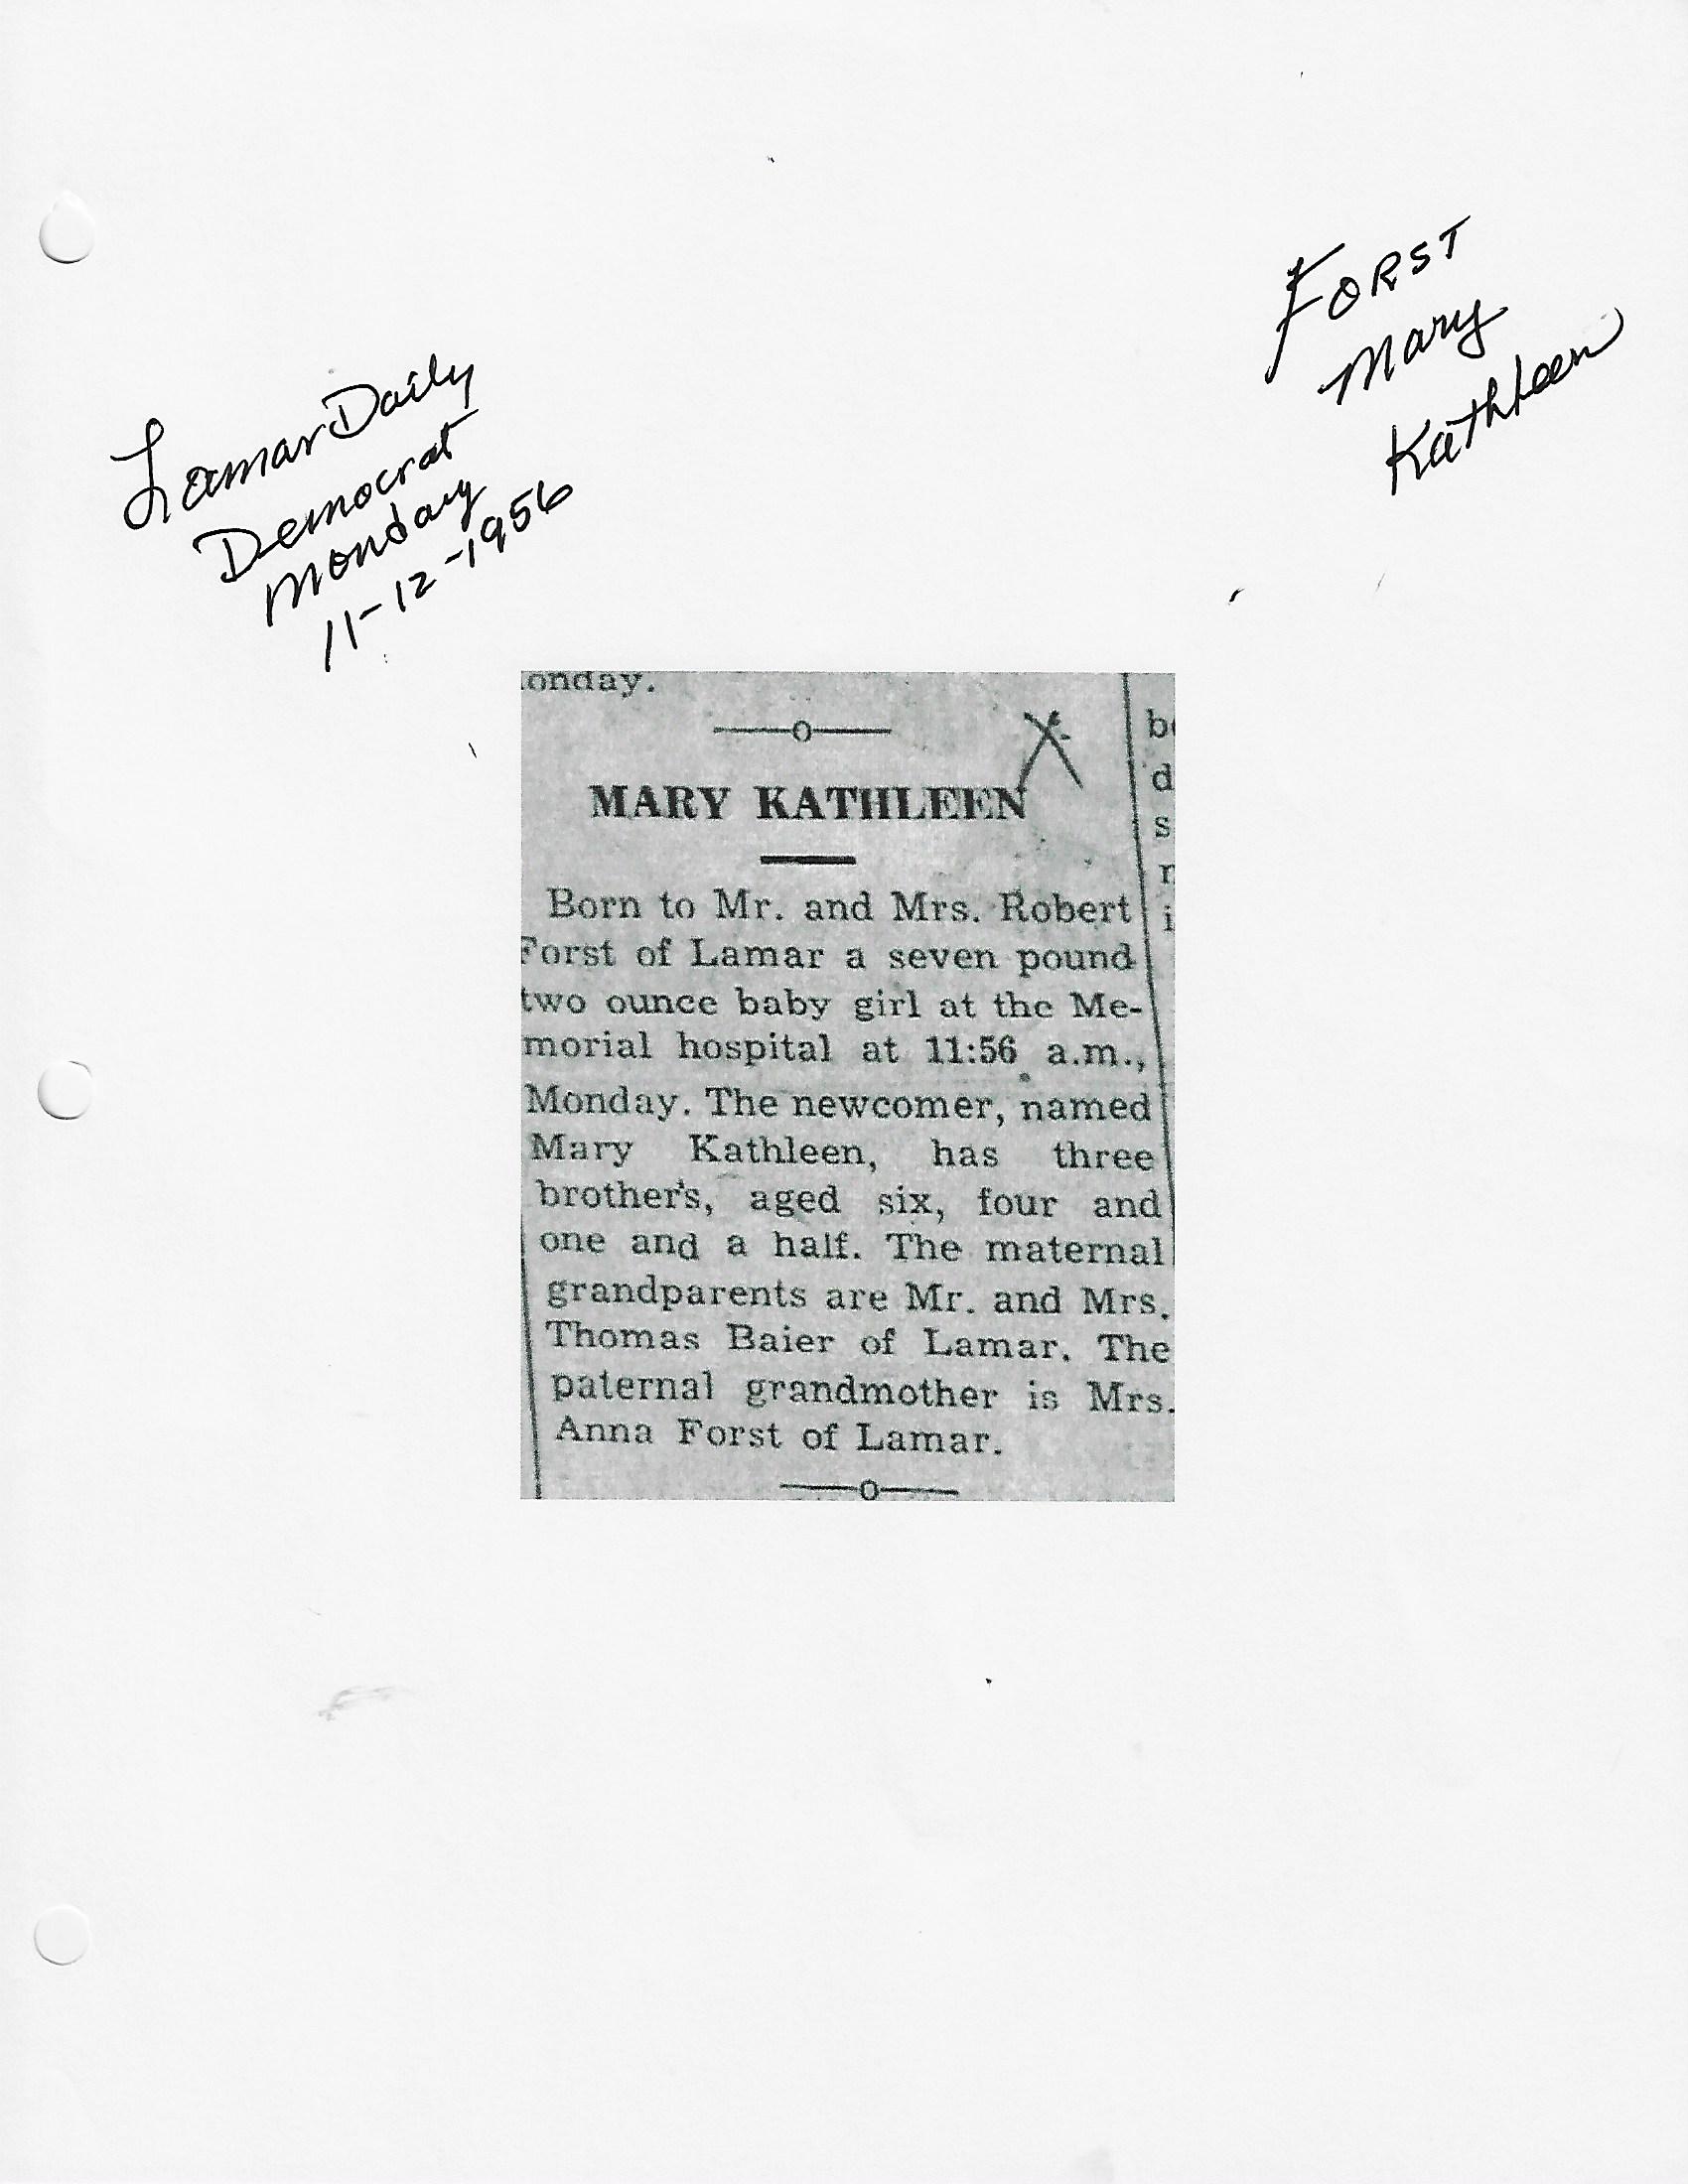 FORST
Mary
Kathleen
Lamar Daily
Democrat
Monday
11-12-1956
onday.
MARY KATHLEEN
Born to Mr. and Mrs. Robert
Forst of Lamar a seven pound
two ounce baby girl at the Me-
morial hospital at 11:56 a.m.,
Monday. The newcomer, named
Mary Kathleen, has three
brother's, aged six, four and
one and a half. The maternal
grandparents are Mr. and Mrs.
Thomas Baier of Lamar. The
paternal grandmother is Mrs.
Anna Forst of Lamar.